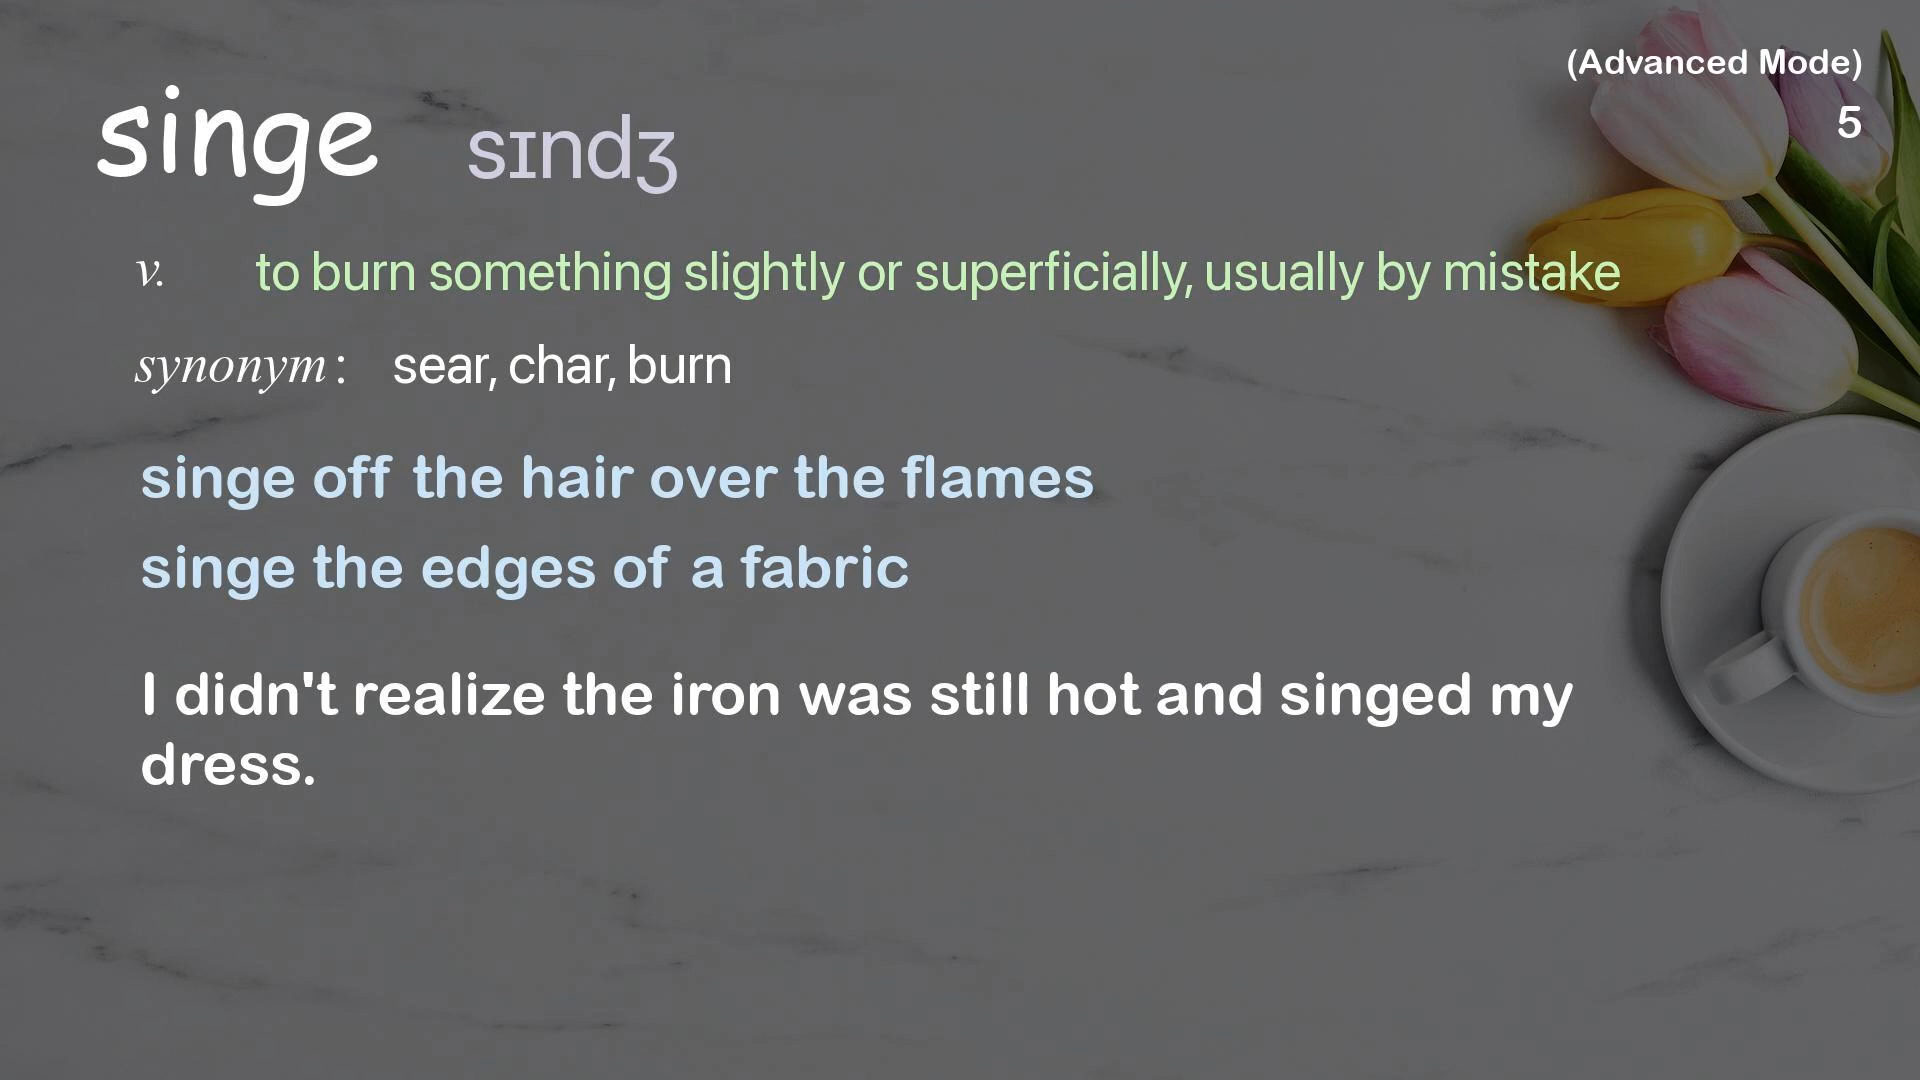 (Advanced Mode)
5
singe sɪndʒ
v. to burn something slightly or superficially, usually by mistake
synonym: sear, char, burn
singe off the hair over the flames
singe the edges of a fabric
I didn't realize the iron was still hot and singed my
dress.